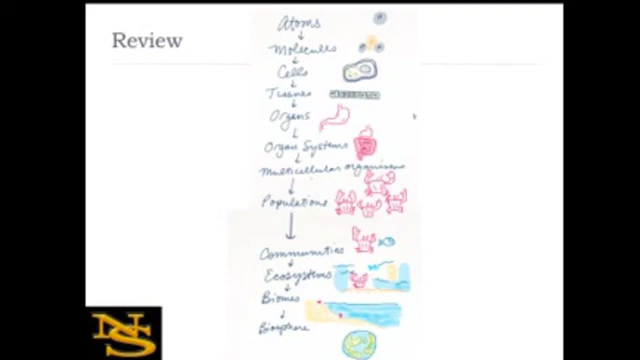 Review
Atoms
Molecules
Cells
Tissues
Organs
Organ Systems
Multicellular organisms
Populations
Communities
Ecosystems
Biomes
Biosphere
NS